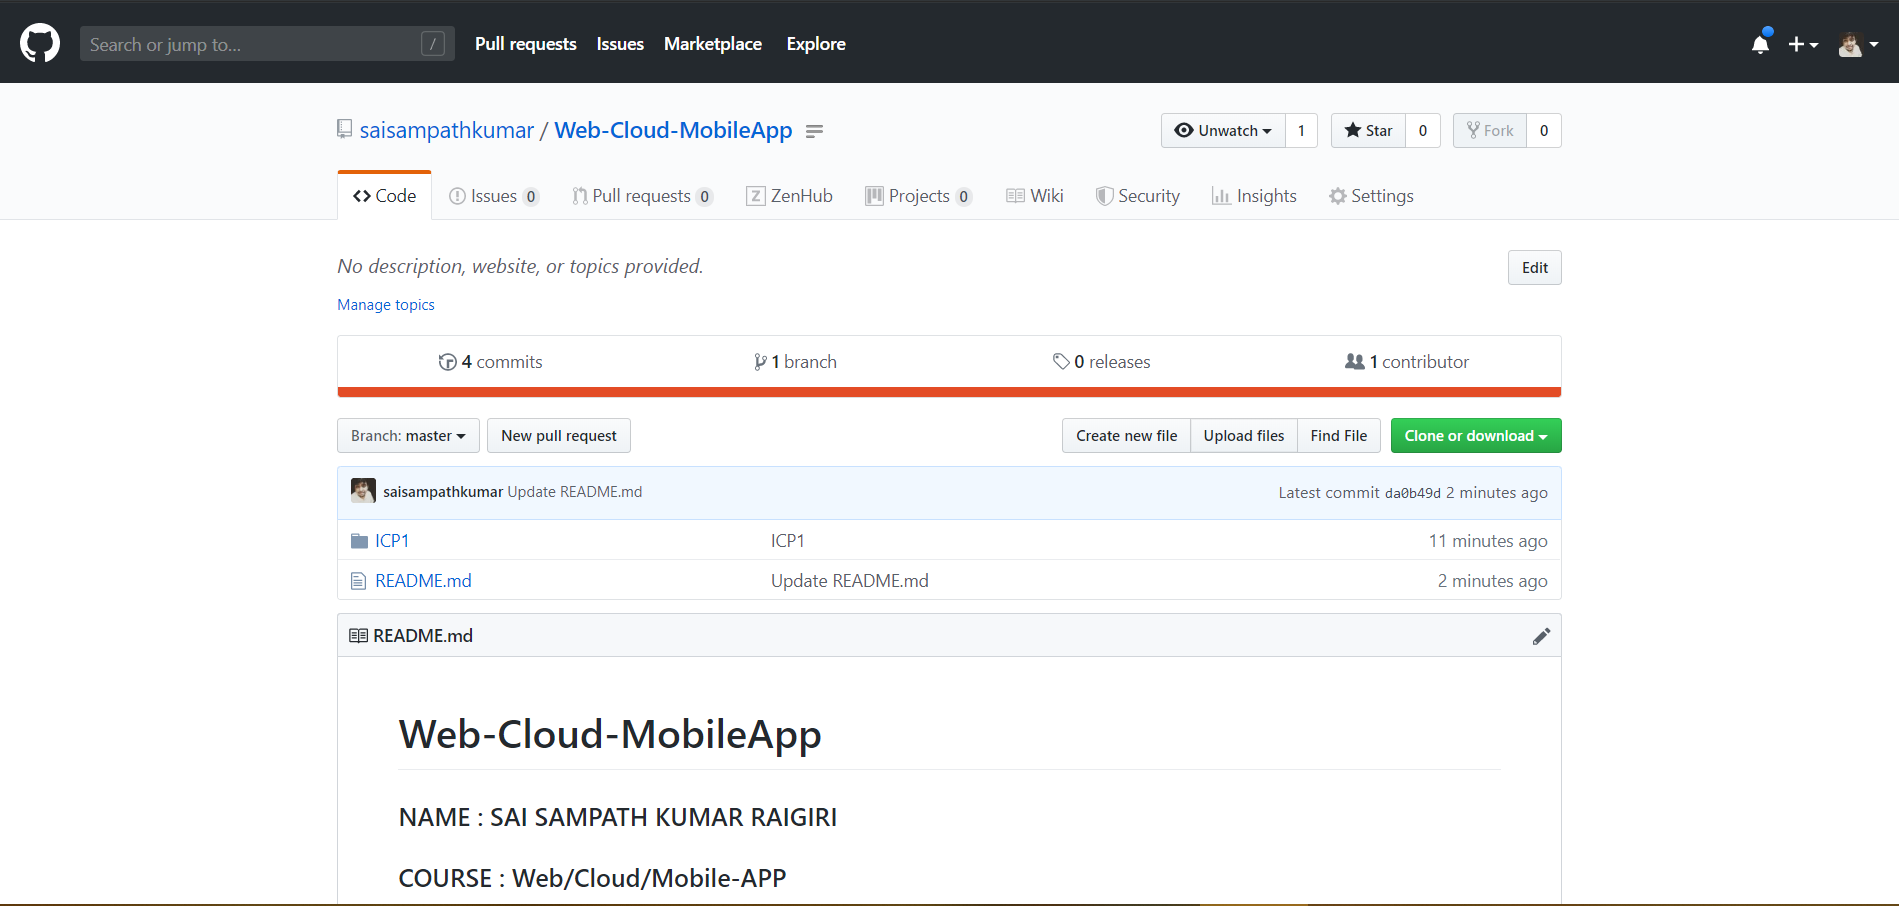 Search or jump to... / Pull requests Issues Marketplace Explore
saisampathkumar / Web-Cloud-MobileApp Unwatch 1 Star 0 Fork 0
Code Issues 0 Pull requests 0 Z ZenHub Projects 0 Wiki Security Insights Settings
No description, website, or topics provided. Edit
Manage topics
4 commits 1 branch 0 releases 1 contributor
Branch: master New pull request Create new file Upload files Find File Clone or download
saisampathkumar Update README.md Latest commit da0b49d 2 minutes ago
ICP1 ICP1 11 minutes ago
README.md Update README.md 2 minutes ago
README.md
Web-Cloud-MobileApp
NAME : SAI SAMPATH KUMAR RAIGIRI
COURSE : Web/Cloud/Mobile-APP